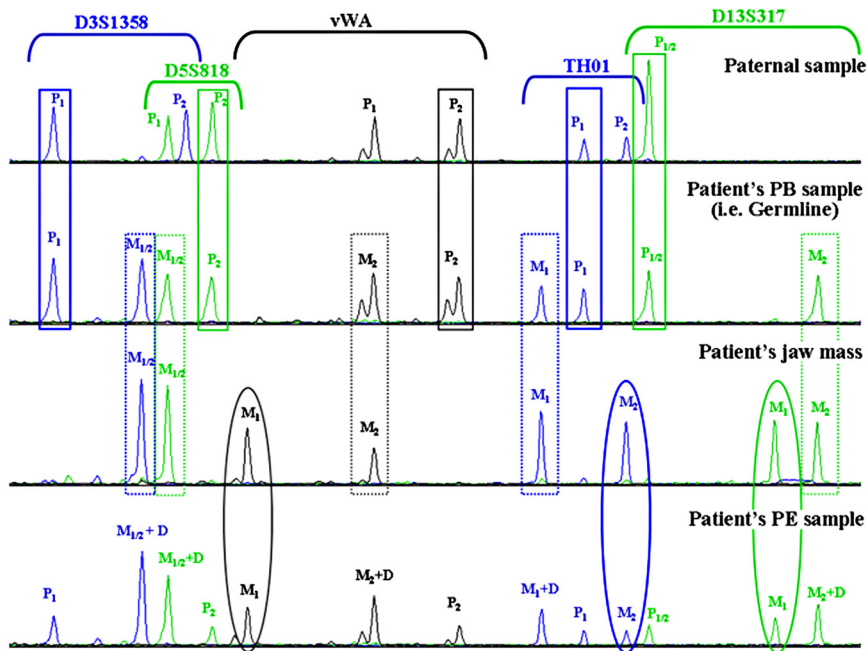 D3S1358 vWA D13S317
D5S818 TH01 P1/2
Paternal sample
P1 P1 P2 P2 P1 P2 P1 P2
Patient's PB sample
(i.e. Germline)
P1 M1/2 M1/2 P2 M2 P2 M1 P1 P1/2 M2
Patient's jaw mass
M1/2 M1/2 M1 M2 M1 M2 M1 M2
Patient's PE sample
M1/2 + D
P1 M1/2+D P2 M1 M2+D P2 M1+D P1 M2 P1/2 M1 M2+D